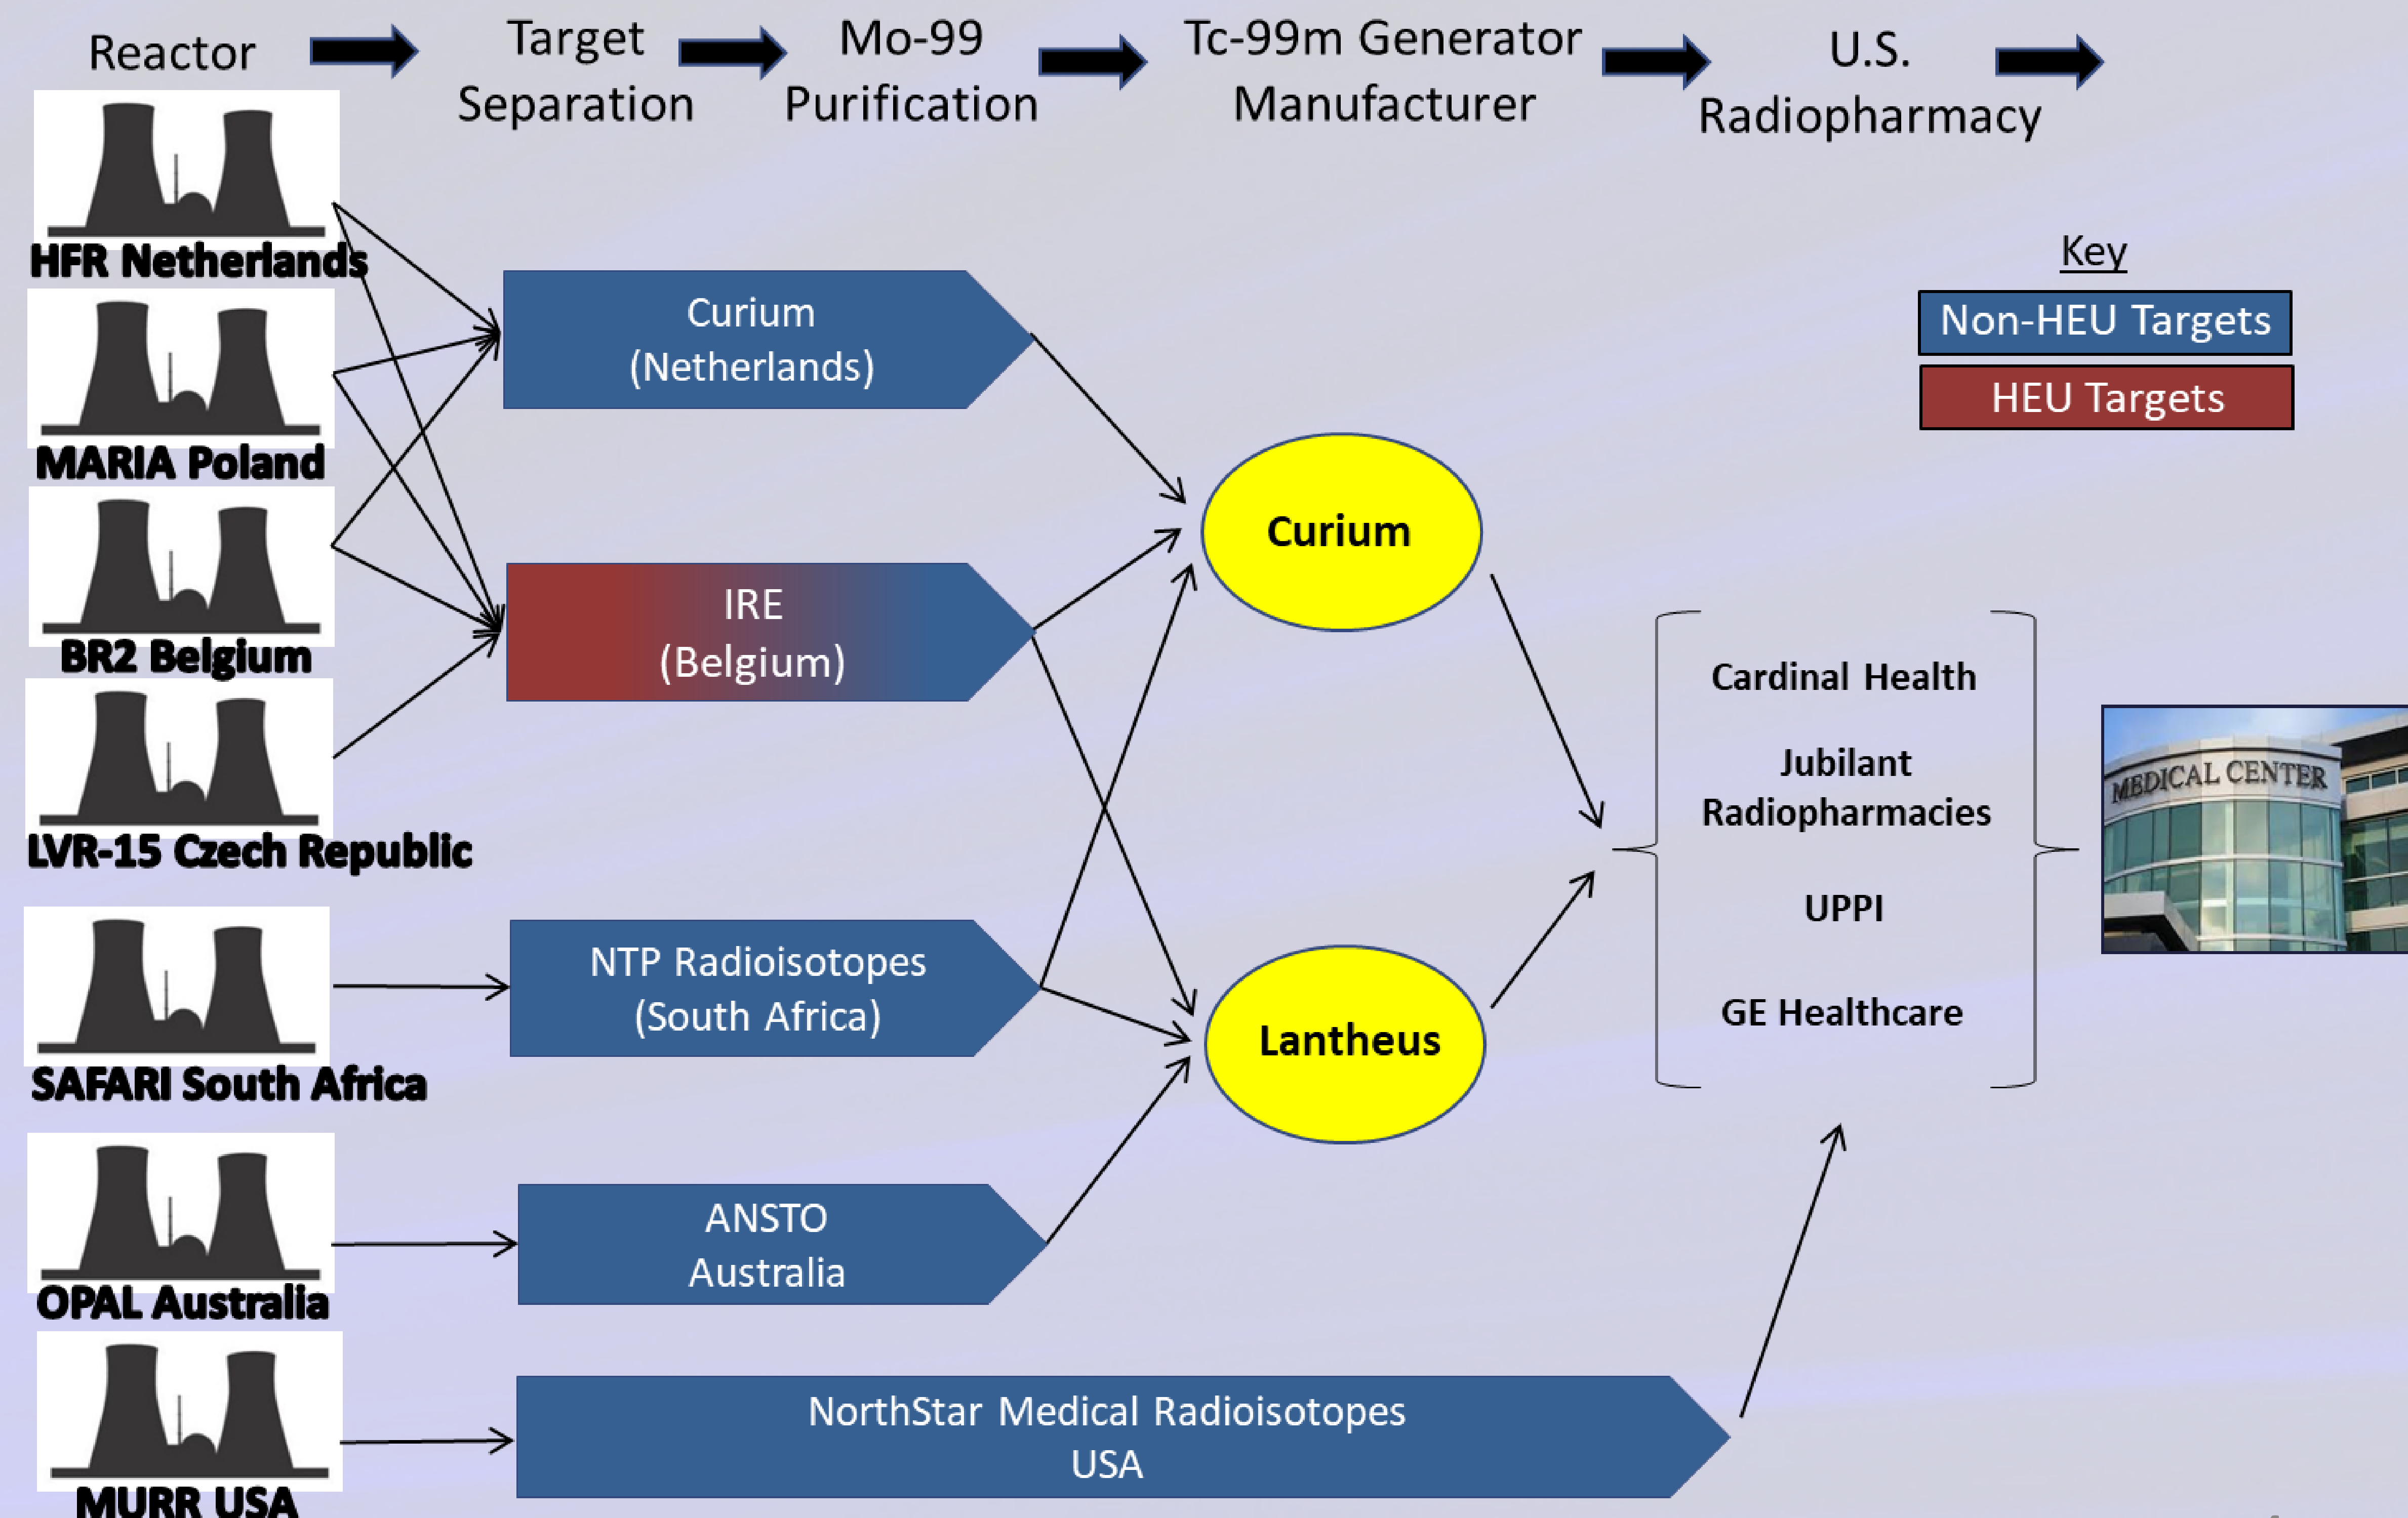 Reactor
Target
Separation
Mo-99
Purification
Tc-99m Generator
Manufacturer
U.S.
Radiopharmacy
HFR Netherlands
MARIA Poland
BR2 Belgium
LVR-15 Czech Republic
SAFARI South Africa
OPAL Australia
MURR USA
Curium
(Netherlands)
IRE
(Belgium)
NTP Radioisotopes
(South Africa)
ANSTO
Australia
NorthStar Medical Radioisotopes
USA
Curium
Lantheus
Key
Non-HEU Targets
HEU Targets
Cardinal Health
Jubilant
Radiopharmacies
UPPI
GE Healthcare
MEDICAL CENTER